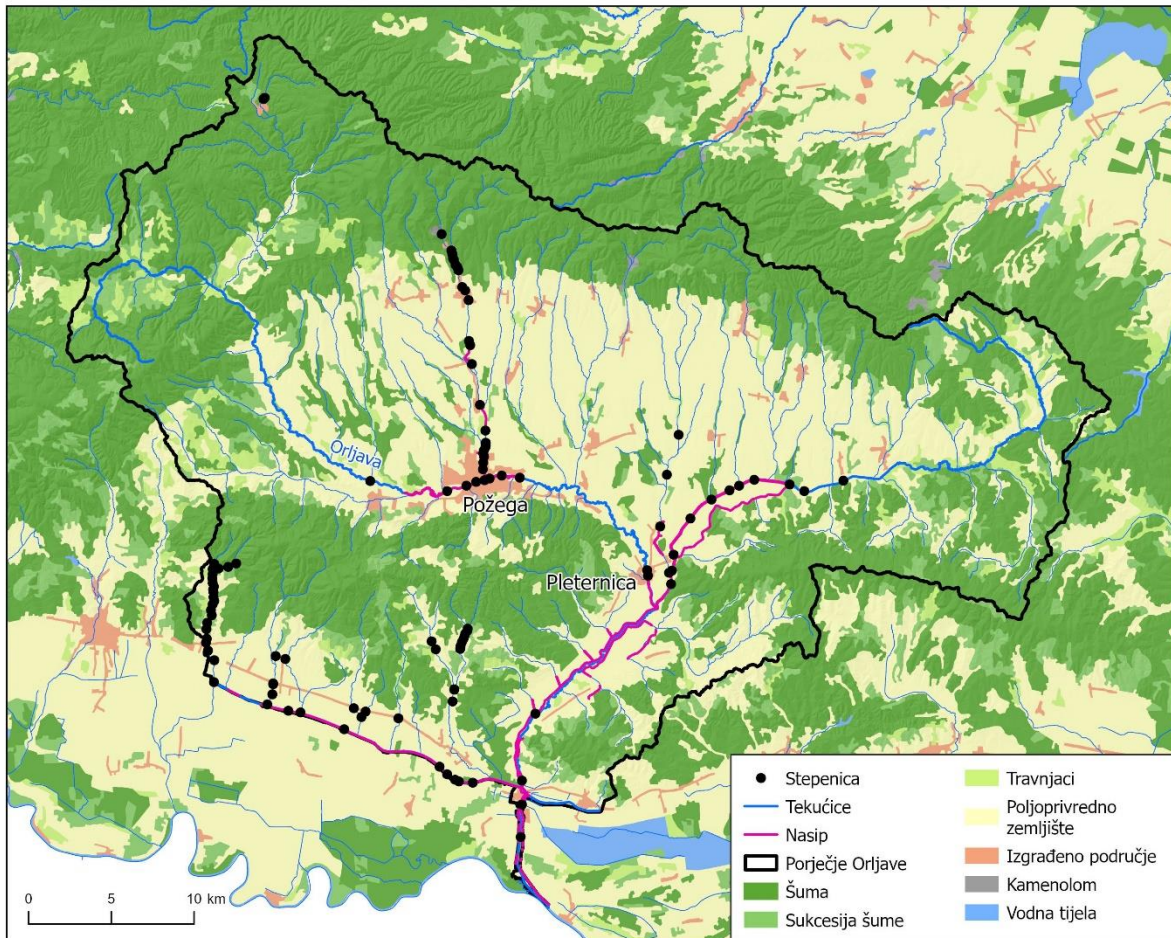 Orljava
Požega
Pleternica
0 5 10 km
Stepenica
Tekućice
Nasip
Porječje Orljave
Šuma
Sukcesija šume
Travnjaci
Poljoprivredno
zemljište
Izgrađeno područje
Kamenolom
Vodna tijela